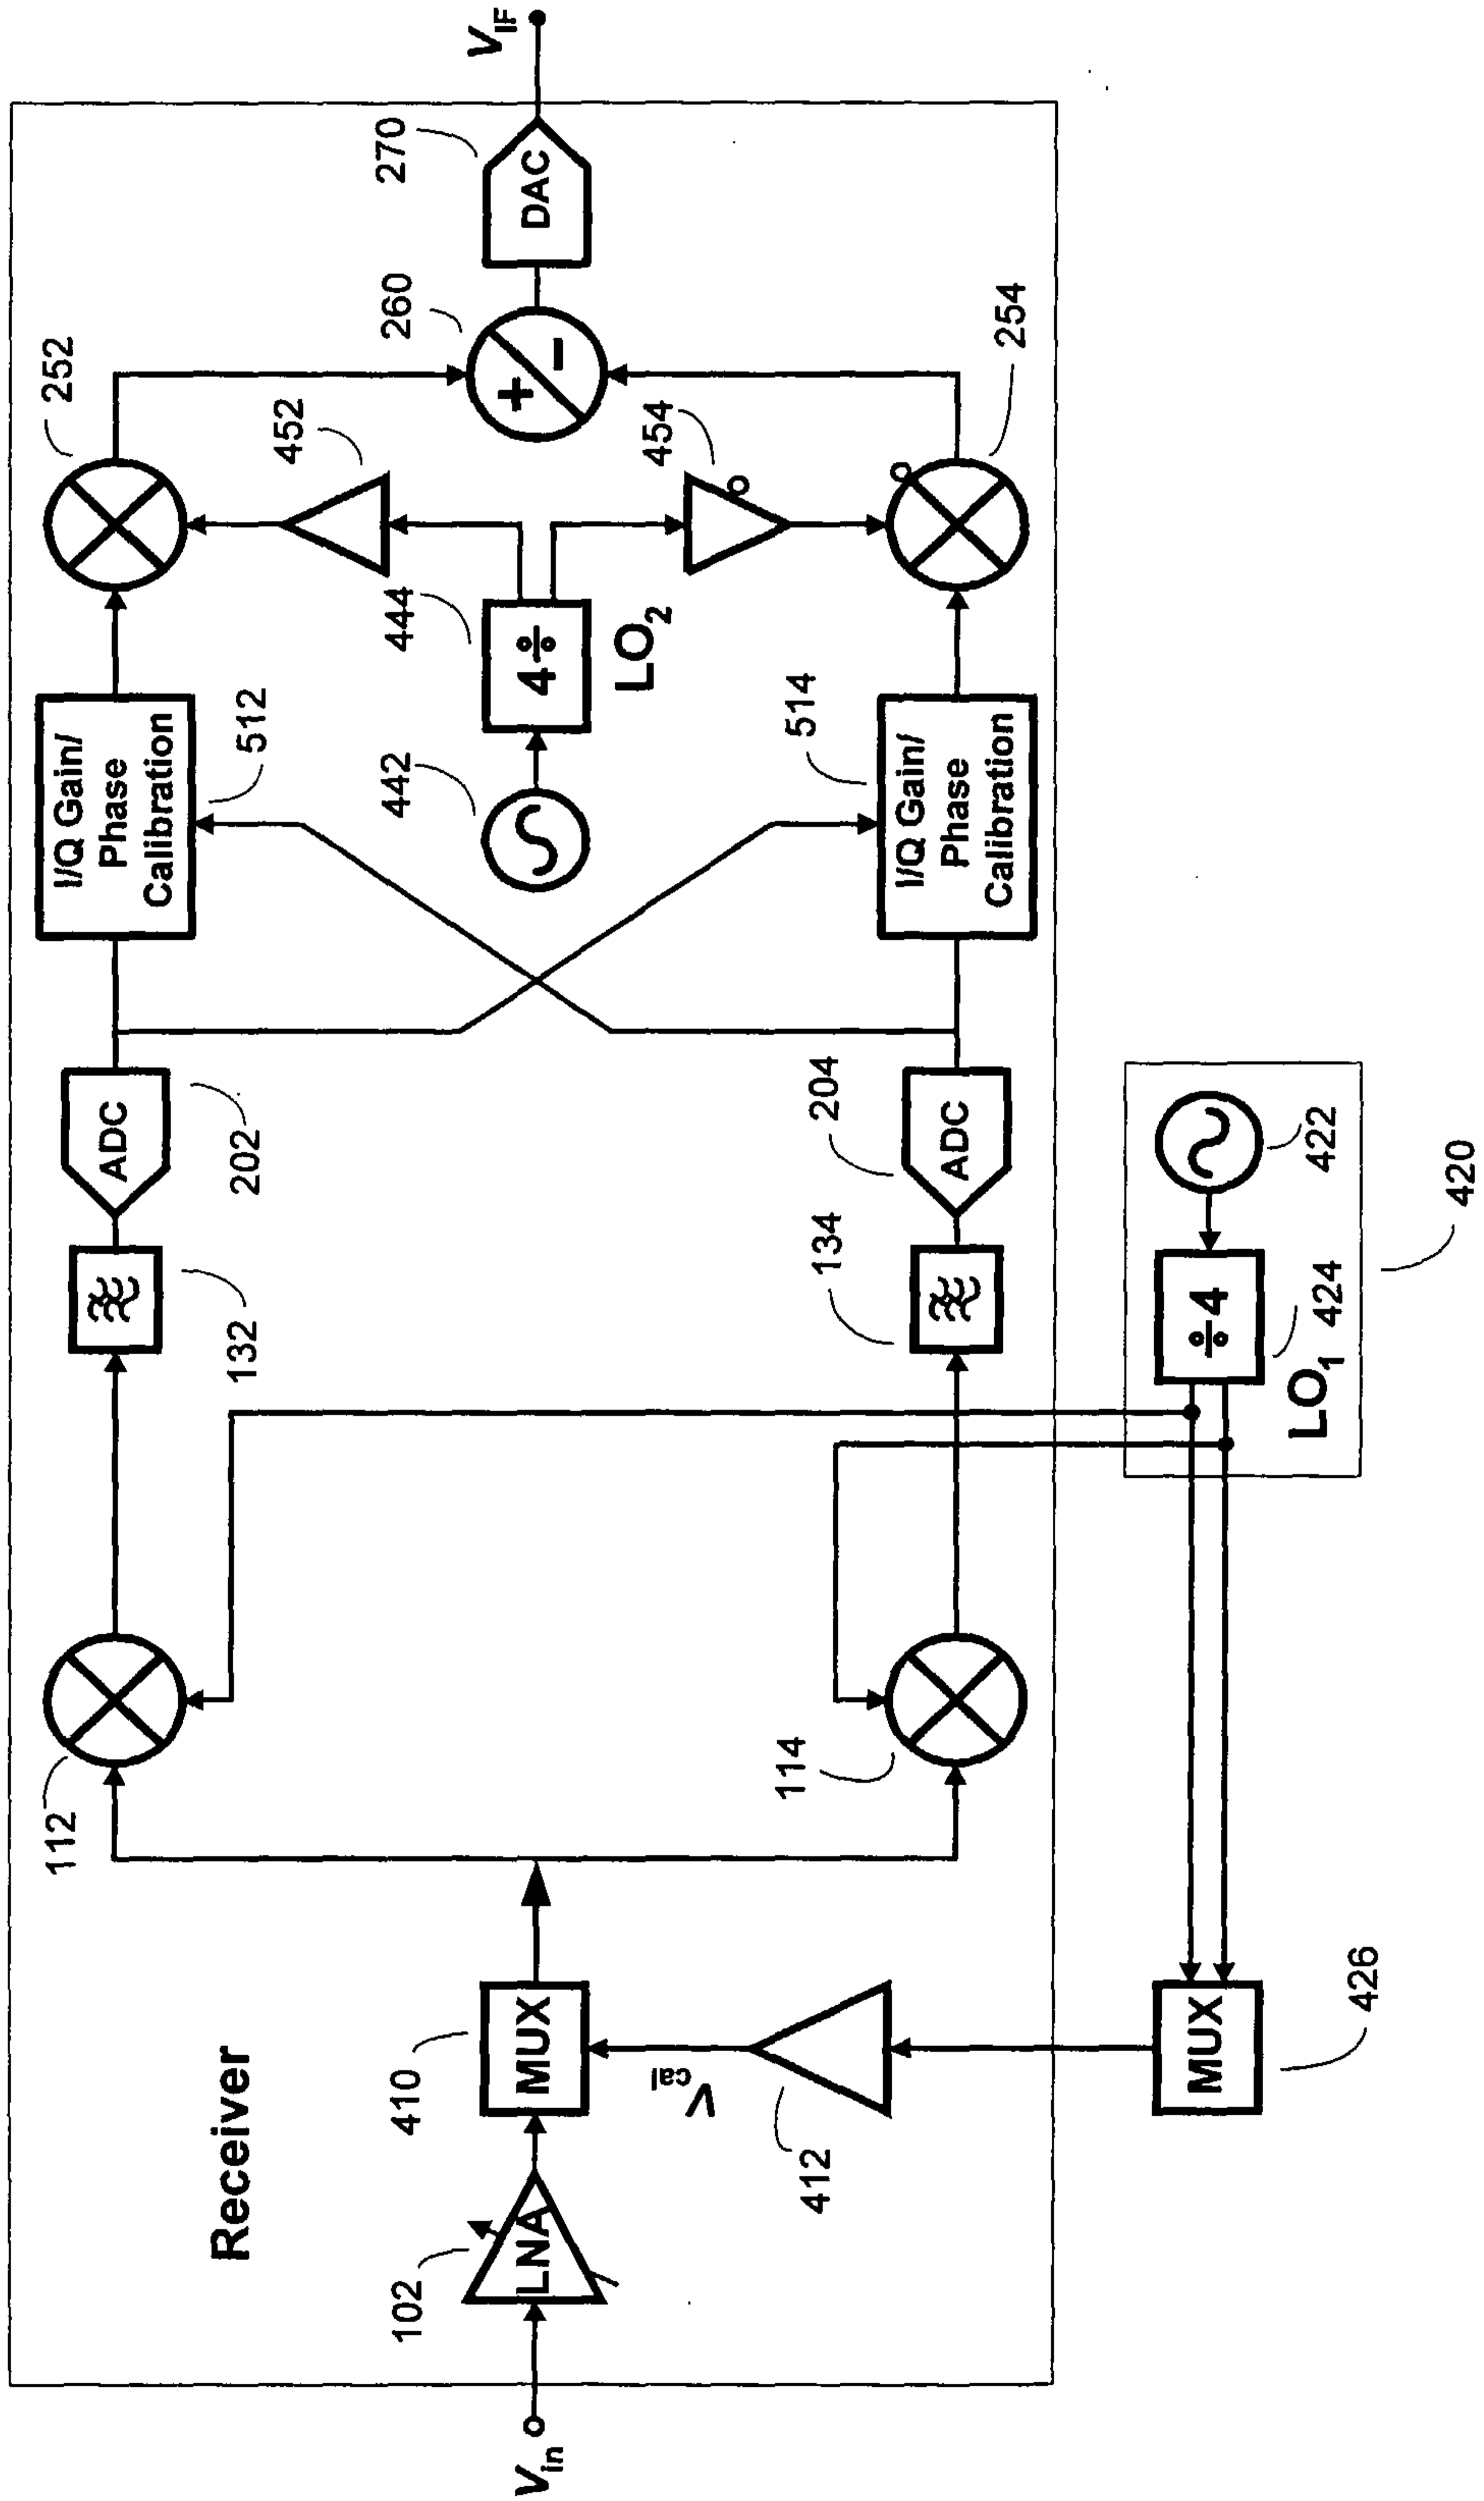 Receiver
V_in
102
LNA
410
MUX
412
V_cal
426
MUX
112
114
132
134
202
ADC
204
ADC
I/Q Gain/
Phase
Calibration
512
I/Q Gain/
Phase
Calibration
514
442
444
4÷
LO_2
452
454
252
254
260
+
−
270
DAC
V_IF
÷4
LO_1
424
422
420